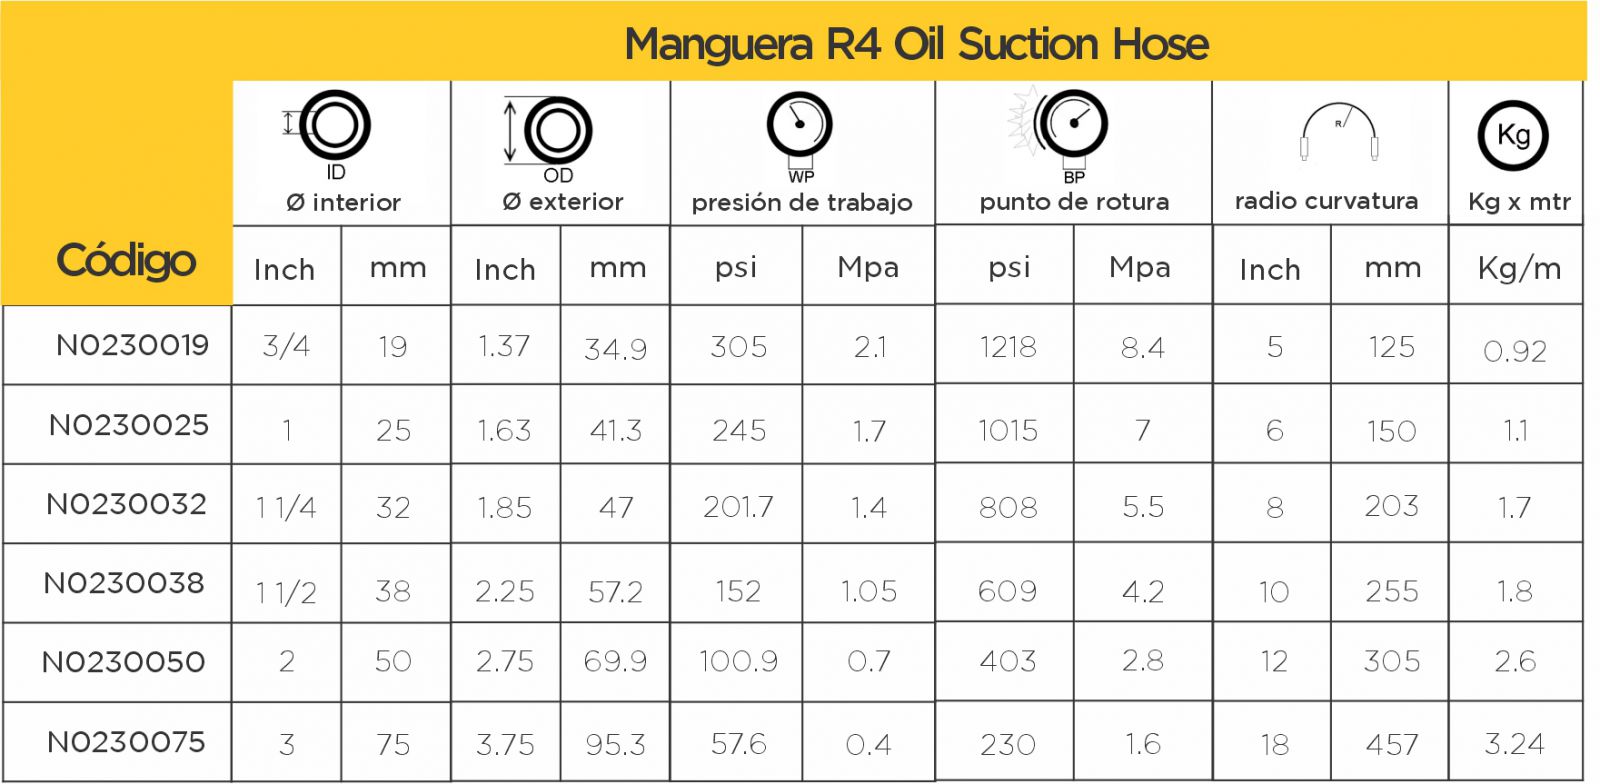 Manguera R4 Oil Suction Hose
ID OD WP BP R Kg
Ø interior Ø exterior presión de trabajo punto de rotura radio curvatura Kg x mtr
Código Inch mm Inch mm psi Mpa psi Mpa Inch mm Kg/m
N0230019 3/4 19 1.37 34.9 305 2.1 1218 8.4 5 125 0.92
N0230025 1 25 1.63 41.3 245 1.7 1015 7 6 150 1.1
N0230032 1 1/4 32 1.85 47 201.7 1.4 808 5.5 8 203 1.7
N0230038 1 1/2 38 2.25 57.2 152 1.05 609 4.2 10 255 1.8
N0230050 2 50 2.75 69.9 100.9 0.7 403 2.8 12 305 2.6
N0230075 3 75 3.75 95.3 57.6 0.4 230 1.6 18 457 3.24